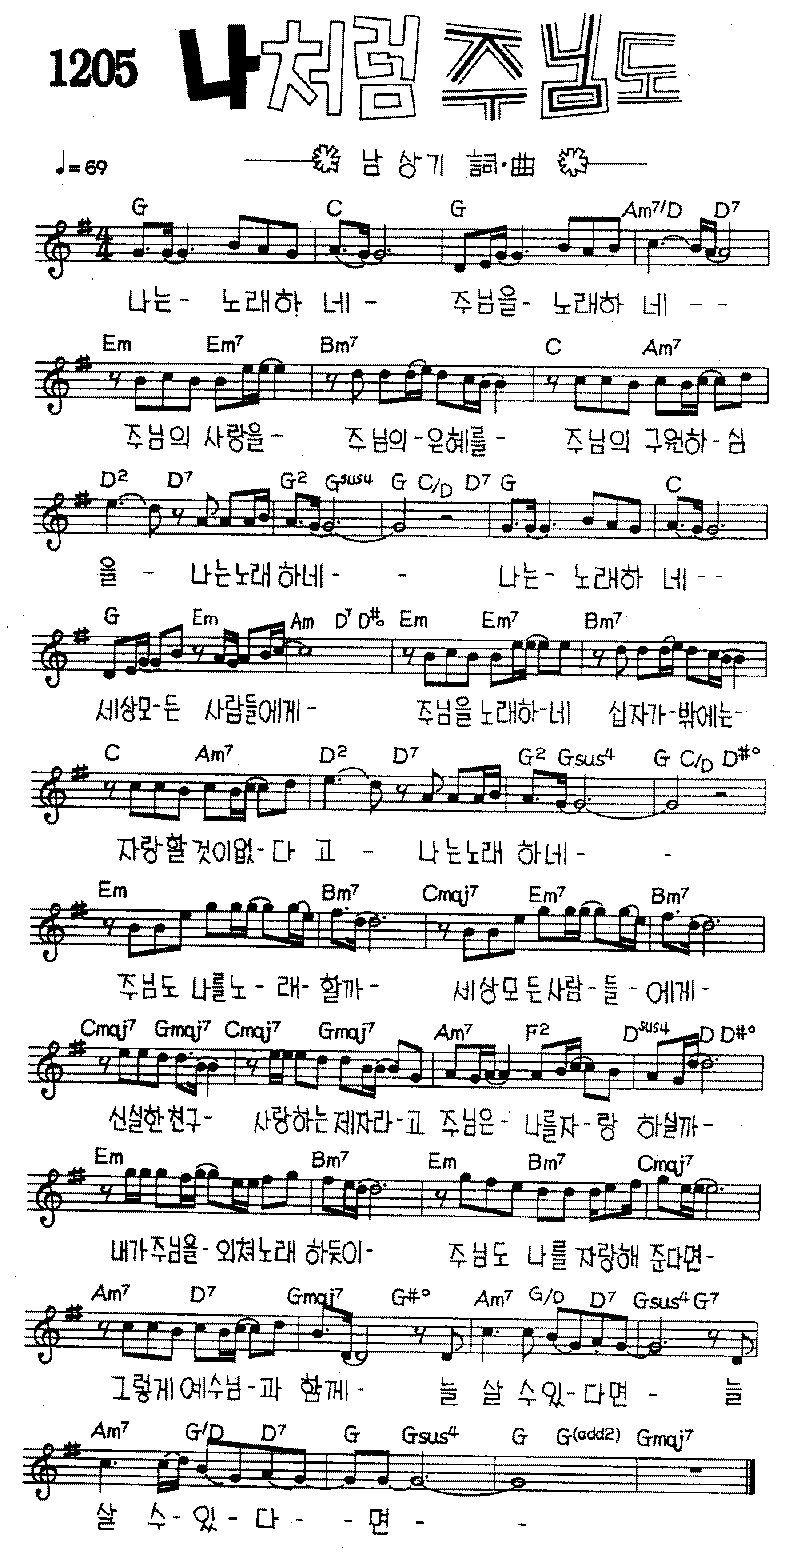 1205 나처럼 주님도
♩= 69 남상기 詞·曲
G C G Am7/D D7
나는- 노래하 네- 주님을- 노래하 네 - -
Em Em7 Bm7 C Am7
주님의 사랑을- 주님의-은혜를- 주님의 구원하-심
D2 D7 G2 Gsus4 G C/D D7 G C
을 - 나는노래 하네- - 나는- 노래하 네--
G Em Am D7 D#° Em Em7 Bm7
세상모-든 사람들에게- 주님을 노래하-네 십자가-밖에는-
C Am7 D2 D7 G2 Gsus4 G C/D D#°
자랑할것이없-다 고 - 나는노래 하네- -
Em Bm7 Cmaj7 Em7 Bm7
주님도 나를노-래-할까- 세상모든사람-들-에게-
Cmaj7 Gmaj7 Cmaj7 Gmaj7 Am7 F2 Dsus4 D D#°
신실한친구- 사랑하는제자라-고 주님은- 나를자-랑 하실까-
Em Bm7 Em Bm7 Cmaj7
내가주님을-외쳐노래 하듯이- 주님도 나를 자랑해 준다면-
Am7 D7 Gmaj7 G#° Am7 G/D D7 Gsus4 G7
그렇게예수님-과 함께- 늘 살 수있-다면 - 늘
Am7 G/D D7 G Gsus4 G G(add2) Gmaj7
살 수-있-다- -면 - -